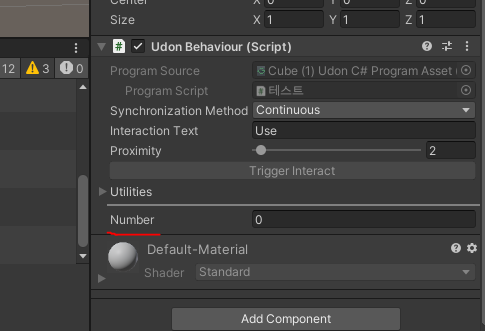 Center X 0 Y 0 Z 0
Size X 1 Y 1 Z 1
12 3 0
Udon Behaviour (Script)
Program Source Cube (1) Udon C# Program Asset (
Program Script 테스트
Synchronization Method Continuous
Interaction Text Use
Proximity 2
Trigger Interact
Utilities
Number 0
Default-Material
Shader Standard
Add Component